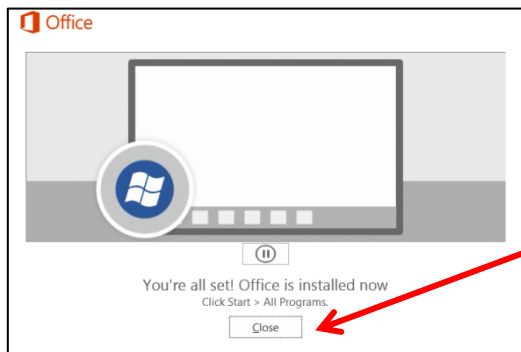 Office
You're all set! Office is installed now
Click Start > All Programs.
Close